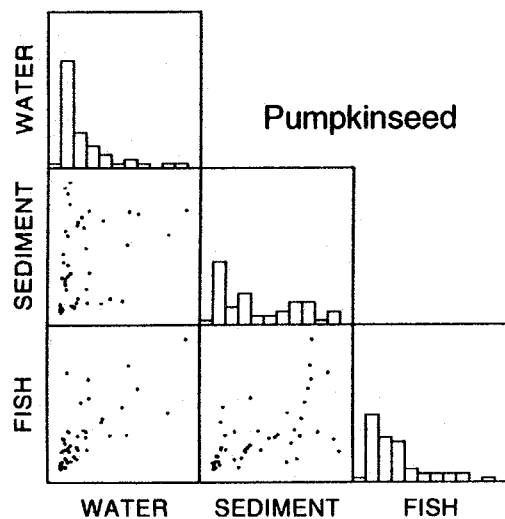 WATER
Pumpkinseed
SEDIMENT
FISH
WATER SEDIMENT FISH